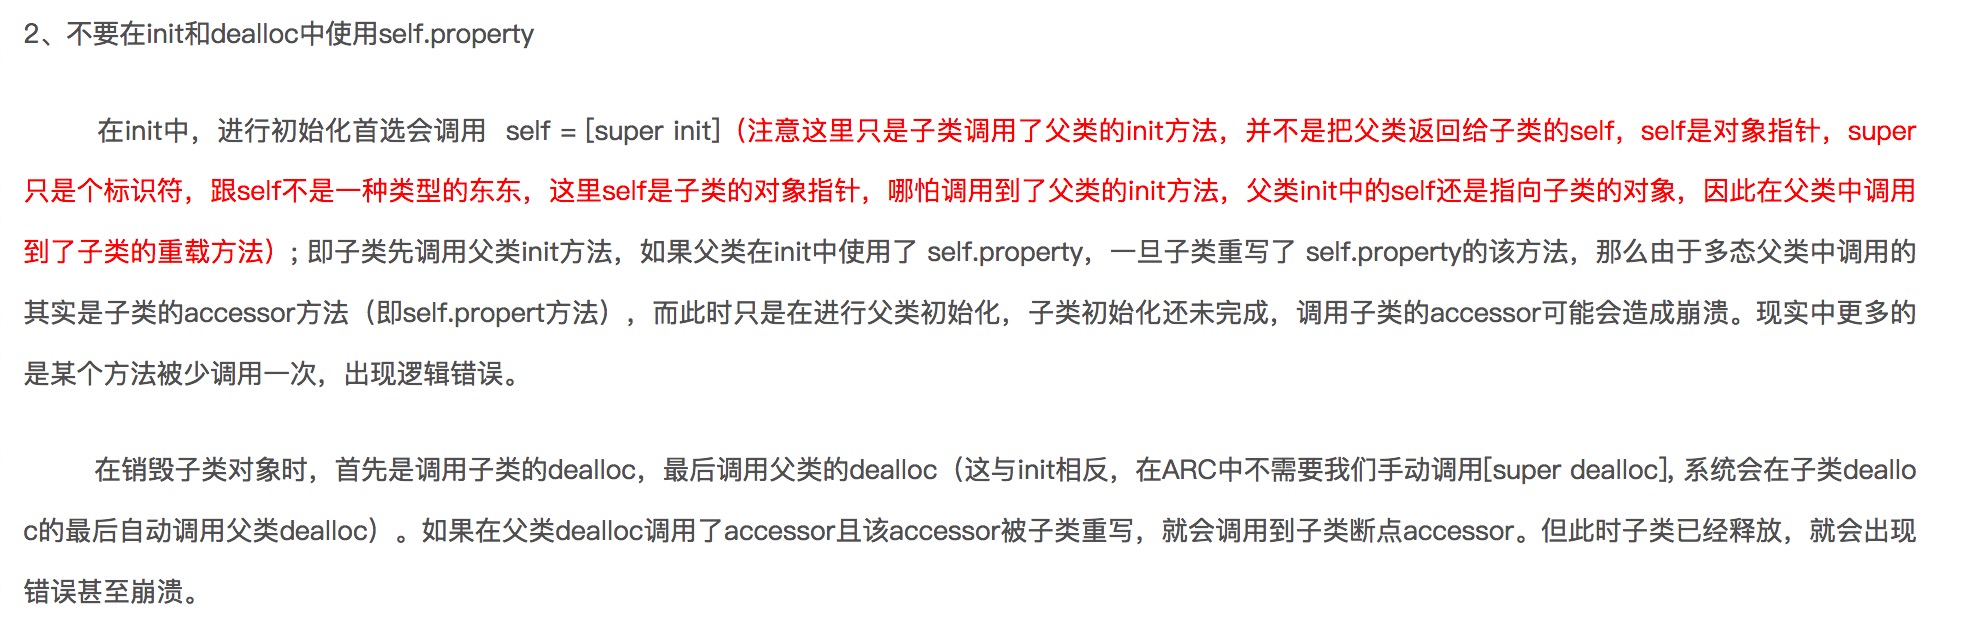 2、不要在init和dealloc中使用self.property
在init中，进行初始化首选会调用 self = [super init]（注意这里只是子类调用了父类的init方法，并不是把父类返回给子类的self，self是对象指针，super
只是个标识符，跟self不是一种类型的东东，这里self是子类的对象指针，哪怕调用到了父类的init方法，父类init中的self还是指向子类的对象，因此在父类中调用
到了子类的重载方法）; 即子类先调用父类init方法，如果父类在init中使用了 self.property，一旦子类重写了 self.property的该方法，那么由于多态父类中调用的
其实是子类的accessor方法（即self.propert方法），而此时只是在进行父类初始化，子类初始化还未完成，调用子类的accessor可能会造成崩溃。现实中更多的
是某个方法被少调用一次，出现逻辑错误。
在销毁子类对象时，首先是调用子类的dealloc，最后调用父类的dealloc（这与init相反，在ARC中不需要我们手动调用[super dealloc], 系统会在子类deallo
c的最后自动调用父类dealloc）。如果在父类dealloc调用了accessor且该accessor被子类重写，就会调用到子类断点accessor。但此时子类已经释放，就会出现
错误甚至崩溃。